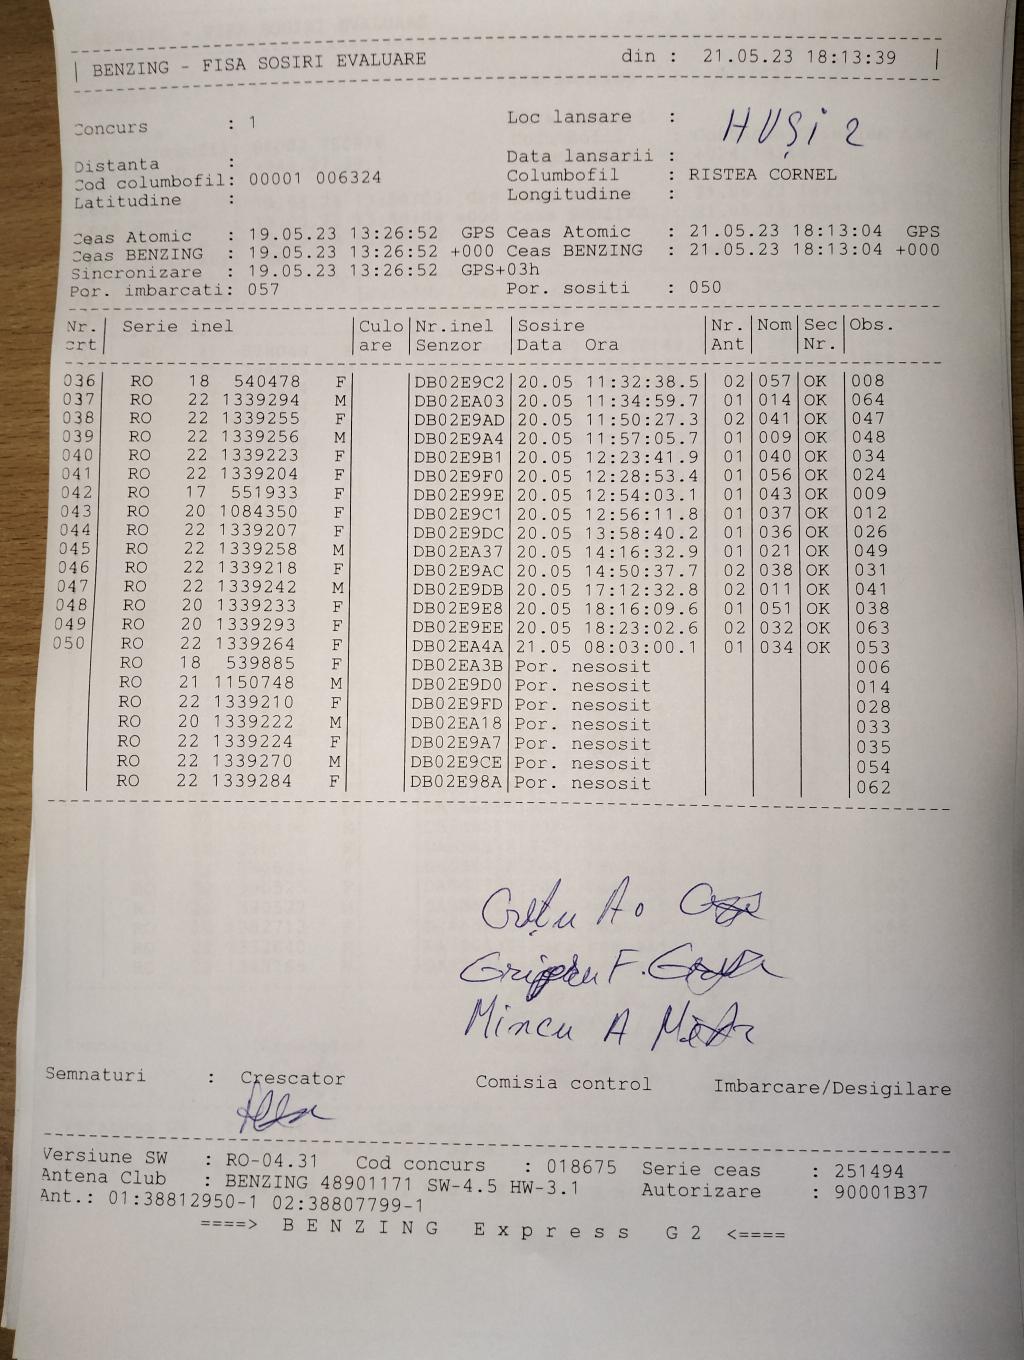 BENZING - FISA SOSIRI EVALUARE din : 21.05.23 18:13:39
Concurs : 1 Loc lansare : HUȘI 2
Distanta : Data lansarii :
Cod columbofil: 00001 006324 Columbofil : RISTEA CORNEL
Latitudine : Longitudine :
Ceas Atomic : 19.05.23 13:26:52 GPS Ceas Atomic : 21.05.23 18:13:04 GPS
Ceas BENZING : 19.05.23 13:26:52 +000 Ceas BENZING : 21.05.23 18:13:04 +000
Sincronizare : 19.05.23 13:26:52 GPS+03h
Por. imbarcati: 057 Por. sositi : 050
Nr. Serie inel Culo Nr.inel Sosire Nr. Nom Sec Obs.
crt are Senzor Data Ora Ant Nr.
036 RO 18 540478 F DB02E9C2 20.05 11:32:38.5 02 057 OK 008
037 RO 22 1339294 M DB02EA03 20.05 11:34:59.7 01 014 OK 064
038 RO 22 1339255 F DB02E9AD 20.05 11:50:27.3 02 041 OK 047
039 RO 22 1339256 M DB02E9A4 20.05 11:57:05.7 01 009 OK 048
040 RO 22 1339223 F DB02E9B1 20.05 12:23:41.9 01 040 OK 034
041 RO 22 1339204 F DB02E9F0 20.05 12:28:53.4 01 056 OK 024
042 RO 17 551933 F DB02E99E 20.05 12:54:03.1 01 043 OK 009
043 RO 20 1084350 F DB02E9C1 20.05 12:56:11.8 01 037 OK 012
044 RO 22 1339207 F DB02E9DC 20.05 13:58:40.2 01 036 OK 026
045 RO 22 1339258 M DB02EA37 20.05 14:16:32.9 01 021 OK 049
046 RO 22 1339218 F DB02E9AC 20.05 14:50:37.7 02 038 OK 031
047 RO 22 1339242 M DB02E9DB 20.05 17:12:32.8 02 011 OK 041
048 RO 20 1339233 F DB02E9E8 20.05 18:16:09.6 01 051 OK 038
049 RO 20 1339293 F DB02E9EE 20.05 18:23:02.6 02 032 OK 063
050 RO 22 1339264 F DB02EA4A 21.05 08:03:00.1 01 034 OK 053
RO 18 539885 F DB02EA3B Por. nesosit 006
RO 21 1150748 M DB02E9D0 Por. nesosit 014
RO 22 1339210 F DB02E9FD Por. nesosit 028
RO 20 1339222 M DB02EA18 Por. nesosit 033
RO 22 1339224 F DB02E9A7 Por. nesosit 035
RO 22 1339270 M DB02E9CE Por. nesosit 054
RO 22 1339284 F DB02E98A Por. nesosit 062
Crețu A.
F.
Mincu A
Semnaturi : Crescator Comisia control Imbarcare/Desigilare
Versiune SW : RO-04.31 Cod concurs : 018675 Serie ceas : 251494
Antena Club : BENZING 48901171 SW-4.5 HW-3.1 Autorizare : 90001B37
Ant.: 01:38812950-1 02:38807799-1
====> B E N Z I N G E x p r e s s G 2 <====